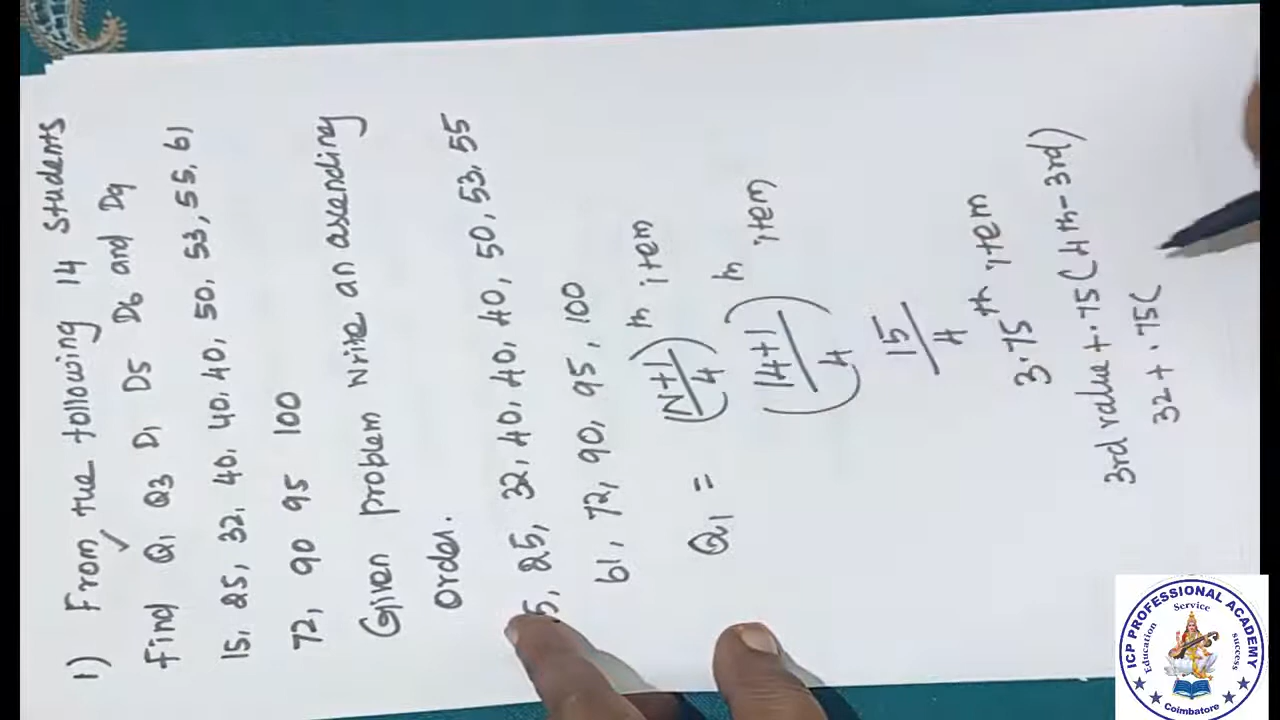 1) From the following 14 students
Find Q1 Q3 D1 D5 D6 and D9
15, 25, 32, 40, 40, 40, 50, 53, 55, 61
72, 90 95 100
Given problem write an ascending
order.
5, 25, 32, 40, 40, 40, 50, 53, 55
61, 72, 90, 95, 100
Q1 = (N+1/4)th item
(14+1/4)th item
15/4
3.75th item
3rd value + .75(4th - 3rd)
32 + .75(
ICP PROFESSIONAL ACADEMY
Service
Education
success
Coimbatore